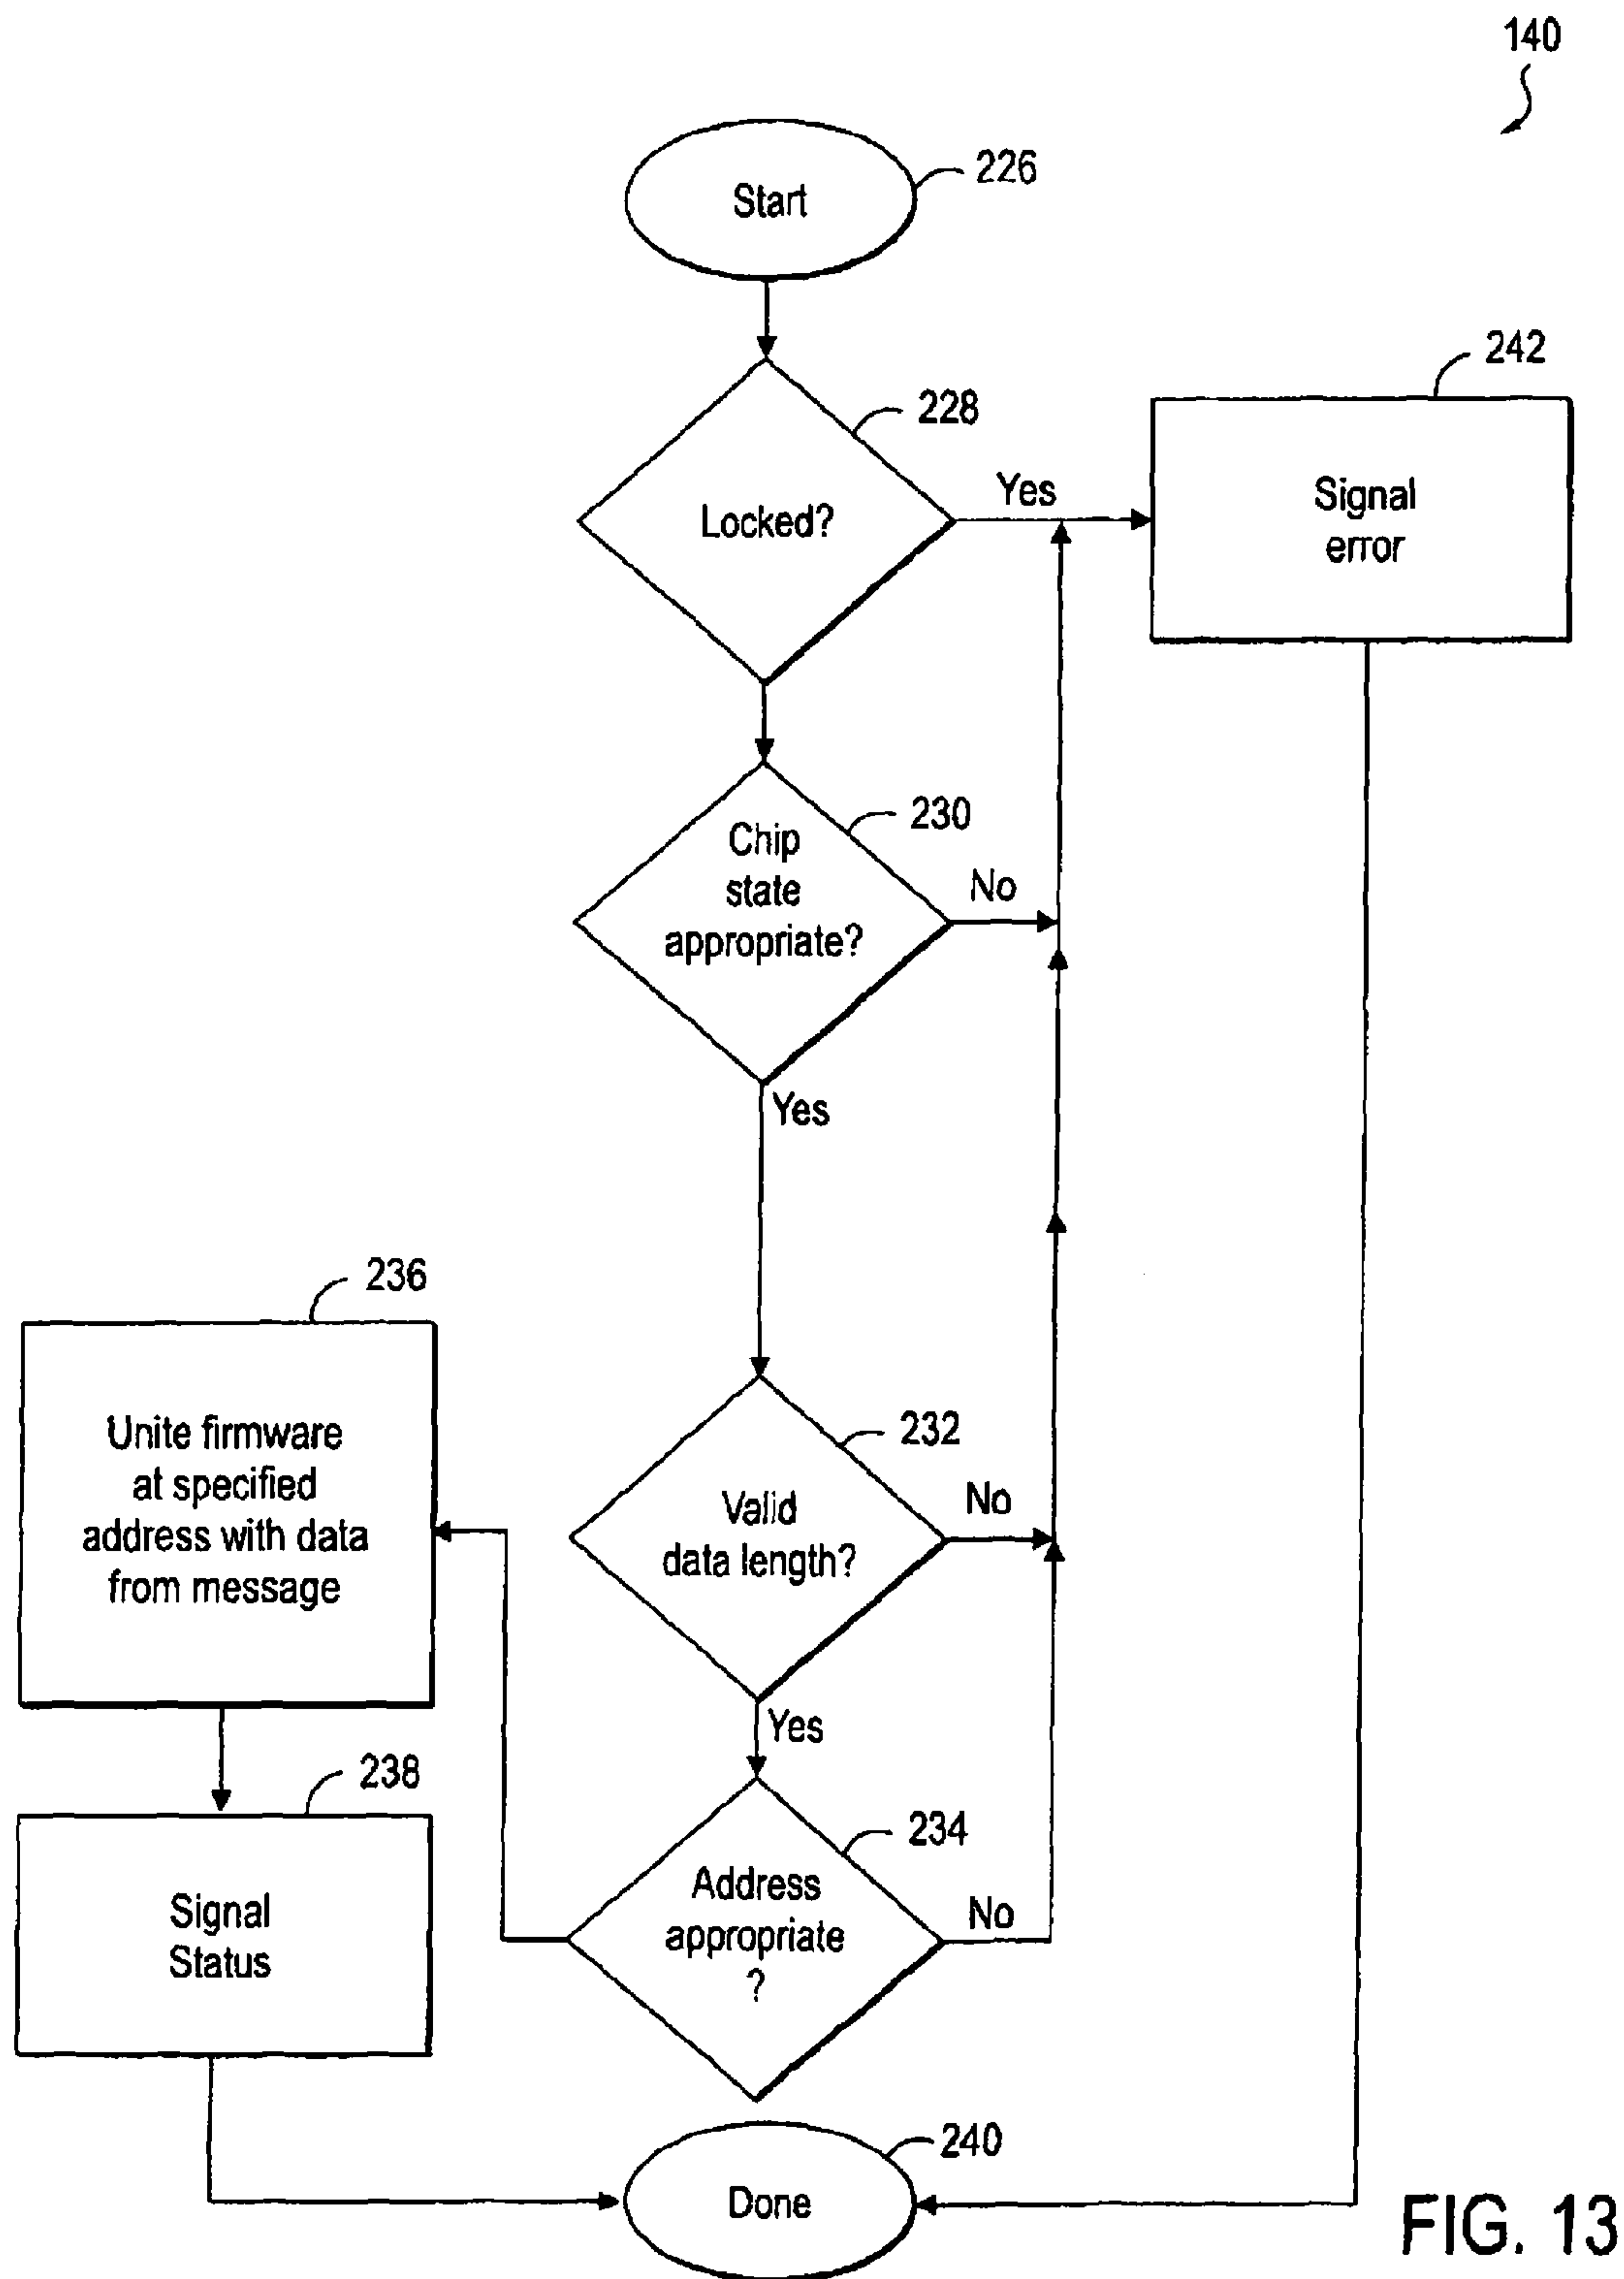 140
Start
226
228
Locked?
Yes
242
Signal
error
230
Chip
state
appropriate?
No
Yes
236
Unite firmware
at specified
address with data
from message
232
Valid
data length?
No
Yes
238
Signal
Status
234
Address
appropriate
?
No
240
Done
FIG. 13